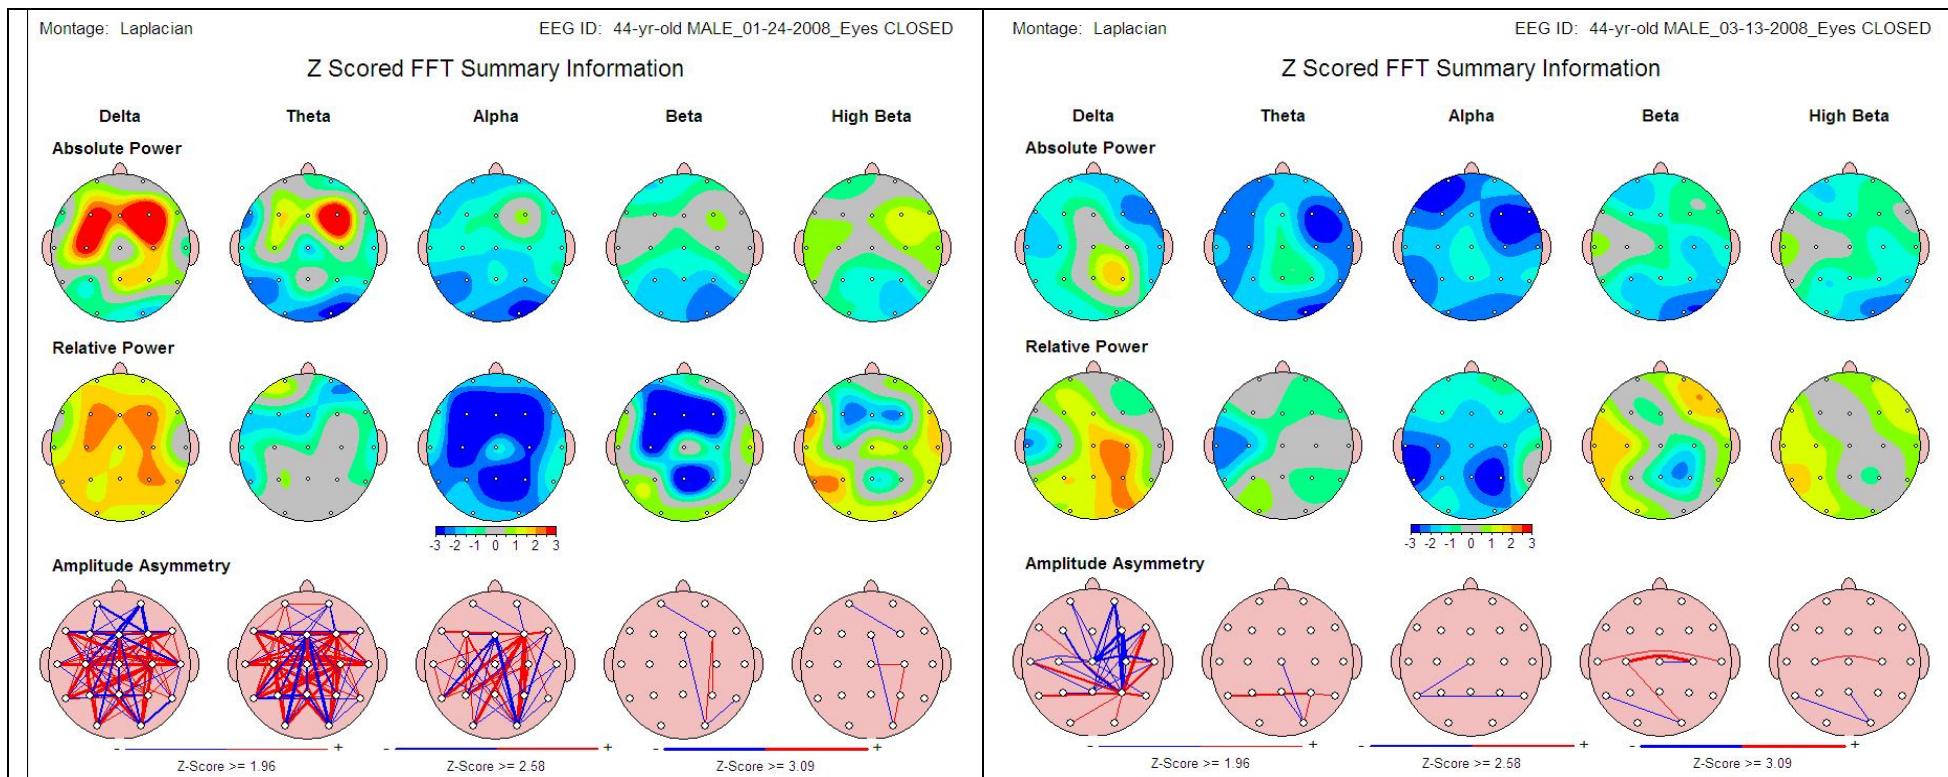 Montage: Laplacian EEG ID: 44-yr-old MALE_01-24-2008_Eyes CLOSED
Z Scored FFT Summary Information
Delta Theta Alpha Beta High Beta
Absolute Power
Relative Power
-3 -2 -1 0 1 2 3
Amplitude Asymmetry
- + - + - +
Z-Score >= 1.96 Z-Score >= 2.58 Z-Score >= 3.09
Montage: Laplacian EEG ID: 44-yr-old MALE_03-13-2008_Eyes CLOSED
Z Scored FFT Summary Information
Delta Theta Alpha Beta High Beta
Absolute Power
Relative Power
-3 -2 -1 0 1 2 3
Amplitude Asymmetry
- + - + - +
Z-Score >= 1.96 Z-Score >= 2.58 Z-Score >= 3.09